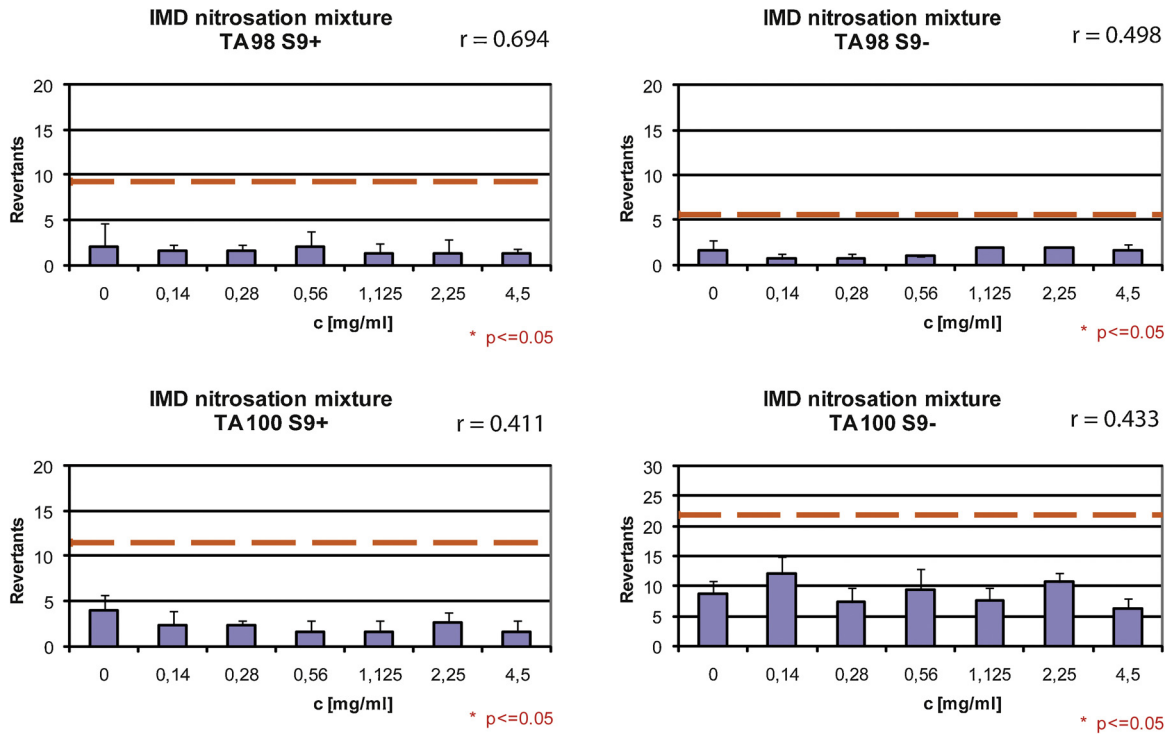 IMD nitrosation mixture
TA98 S9+
r = 0.694
20
15
10
5
0
Revertants
0 0,14 0,28 0,56 1,125 2,25 4,5
c [mg/ml]
* p<=0.05
IMD nitrosation mixture
TA98 S9-
r = 0.498
20
15
10
5
0
Revertants
0 0,14 0,28 0,56 1,125 2,25 4,5
c [mg/ml]
* p<=0.05
IMD nitrosation mixture
TA100 S9+
r = 0.411
20
15
10
5
0
Revertants
0 0,14 0,28 0,56 1,125 2,25 4,5
c [mg/ml]
* p<=0.05
IMD nitrosation mixture
TA100 S9-
r = 0.433
30
25
20
15
10
5
0
Revertants
0 0,14 0,28 0,56 1,125 2,25 4,5
c [mg/ml]
* p<=0.05